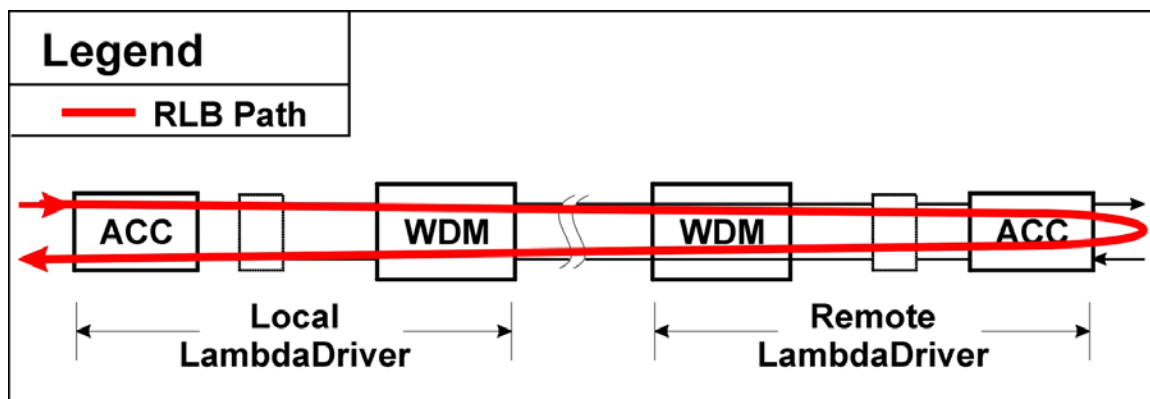 Legend
RLB Path
ACC
WDM
WDM
ACC
Local
LambdaDriver
Remote
LambdaDriver